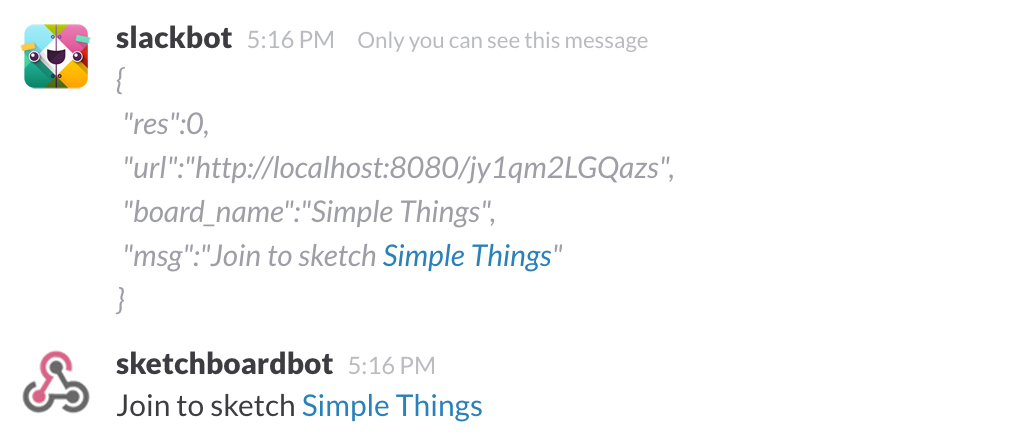 slackbot 5:16 PM Only you can see this message
{
"res":0,
"url":"http://localhost:8080/jy1qm2LGQazs",
"board_name":"Simple Things",
"msg":"Join to sketch Simple Things"
}
sketchboardbot 5:16 PM
Join to sketch Simple Things